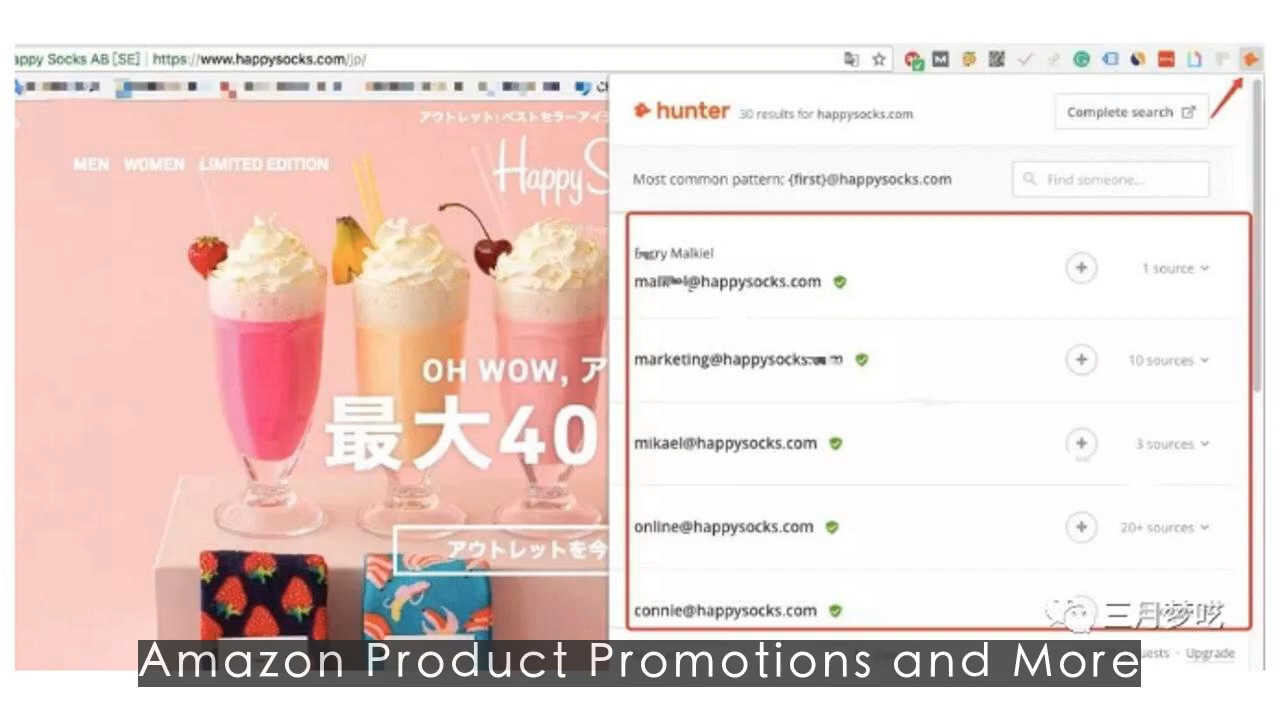 appy Socks AB [SE] | https://www.happysocks.com/jp/
アウトレット:ベストセラーアイ
MEN WOMEN LIMITED EDITION
Happy S
OH WOW, ア
最大40
アウトレットを今
hunter 30 results for happysocks.com
Complete search
Most common pattern: {first}@happysocks.com
Find someone...
Malkiel
@happysocks.com
1 source
marketing@happysocks.
10 sources
mikael@happysocks.com
3 sources
online@happysocks.com
20+ sources
connie@happysocks.com
三月梦呓
uests · Upgrade
Amazon Product Promotions and More